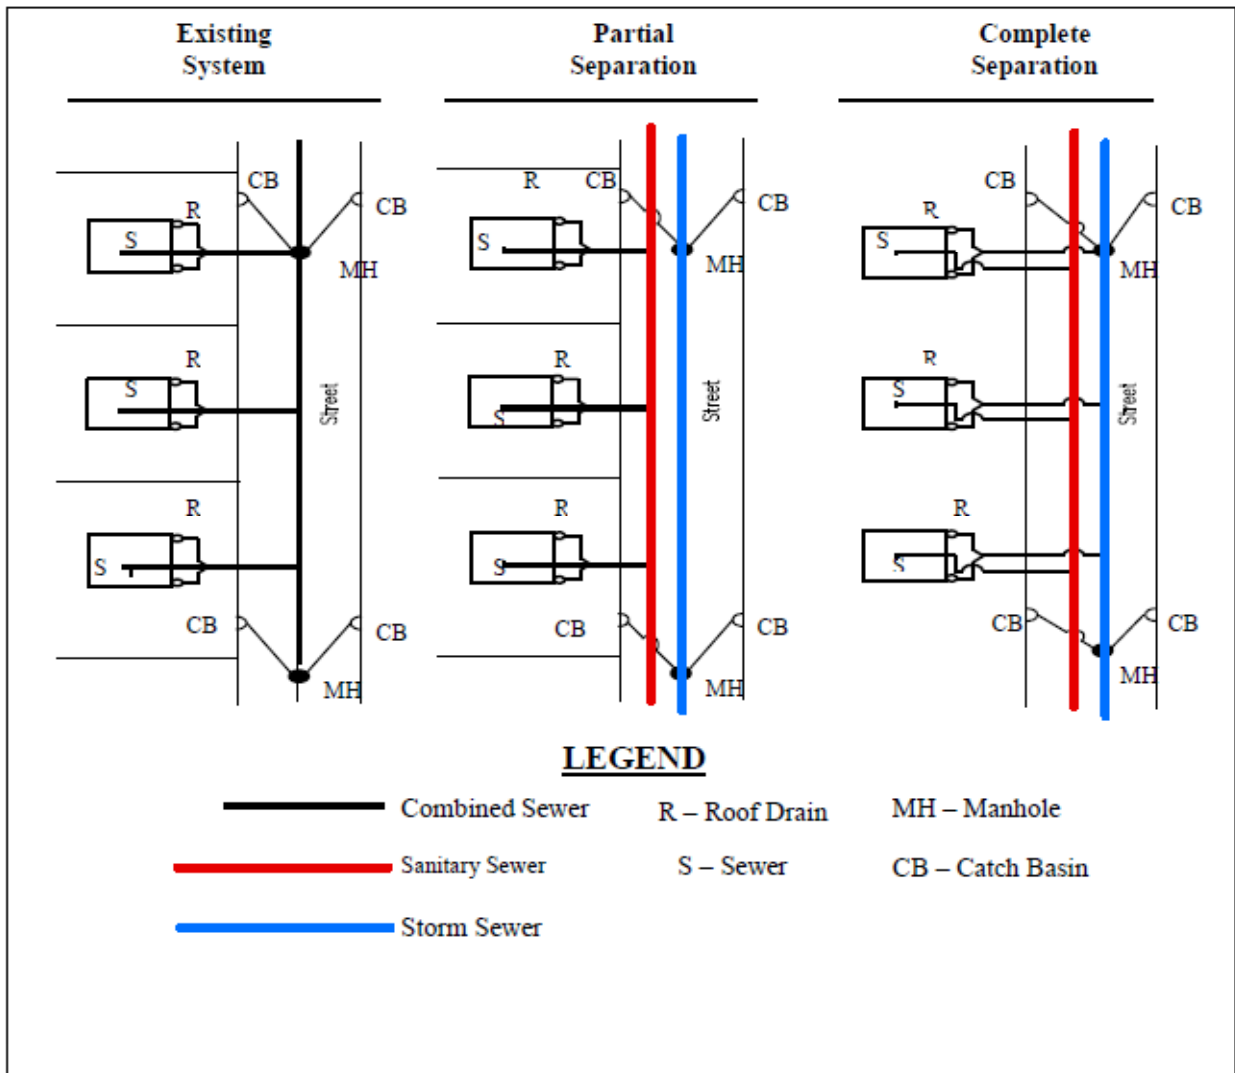 Existing
System
Partial
Separation
Complete
Separation
CB
R
CB
S
MH
R
S
Street
R
S
CB
CB
MH
R
CB
CB
S
MH
S
Street
S
CB
CB
MH
CB
R
CB
S
MH
R
S
Street
R
S
CB
CB
MH
LEGEND
Combined Sewer
R – Roof Drain
MH – Manhole
Sanitary Sewer
S – Sewer
CB – Catch Basin
Storm Sewer